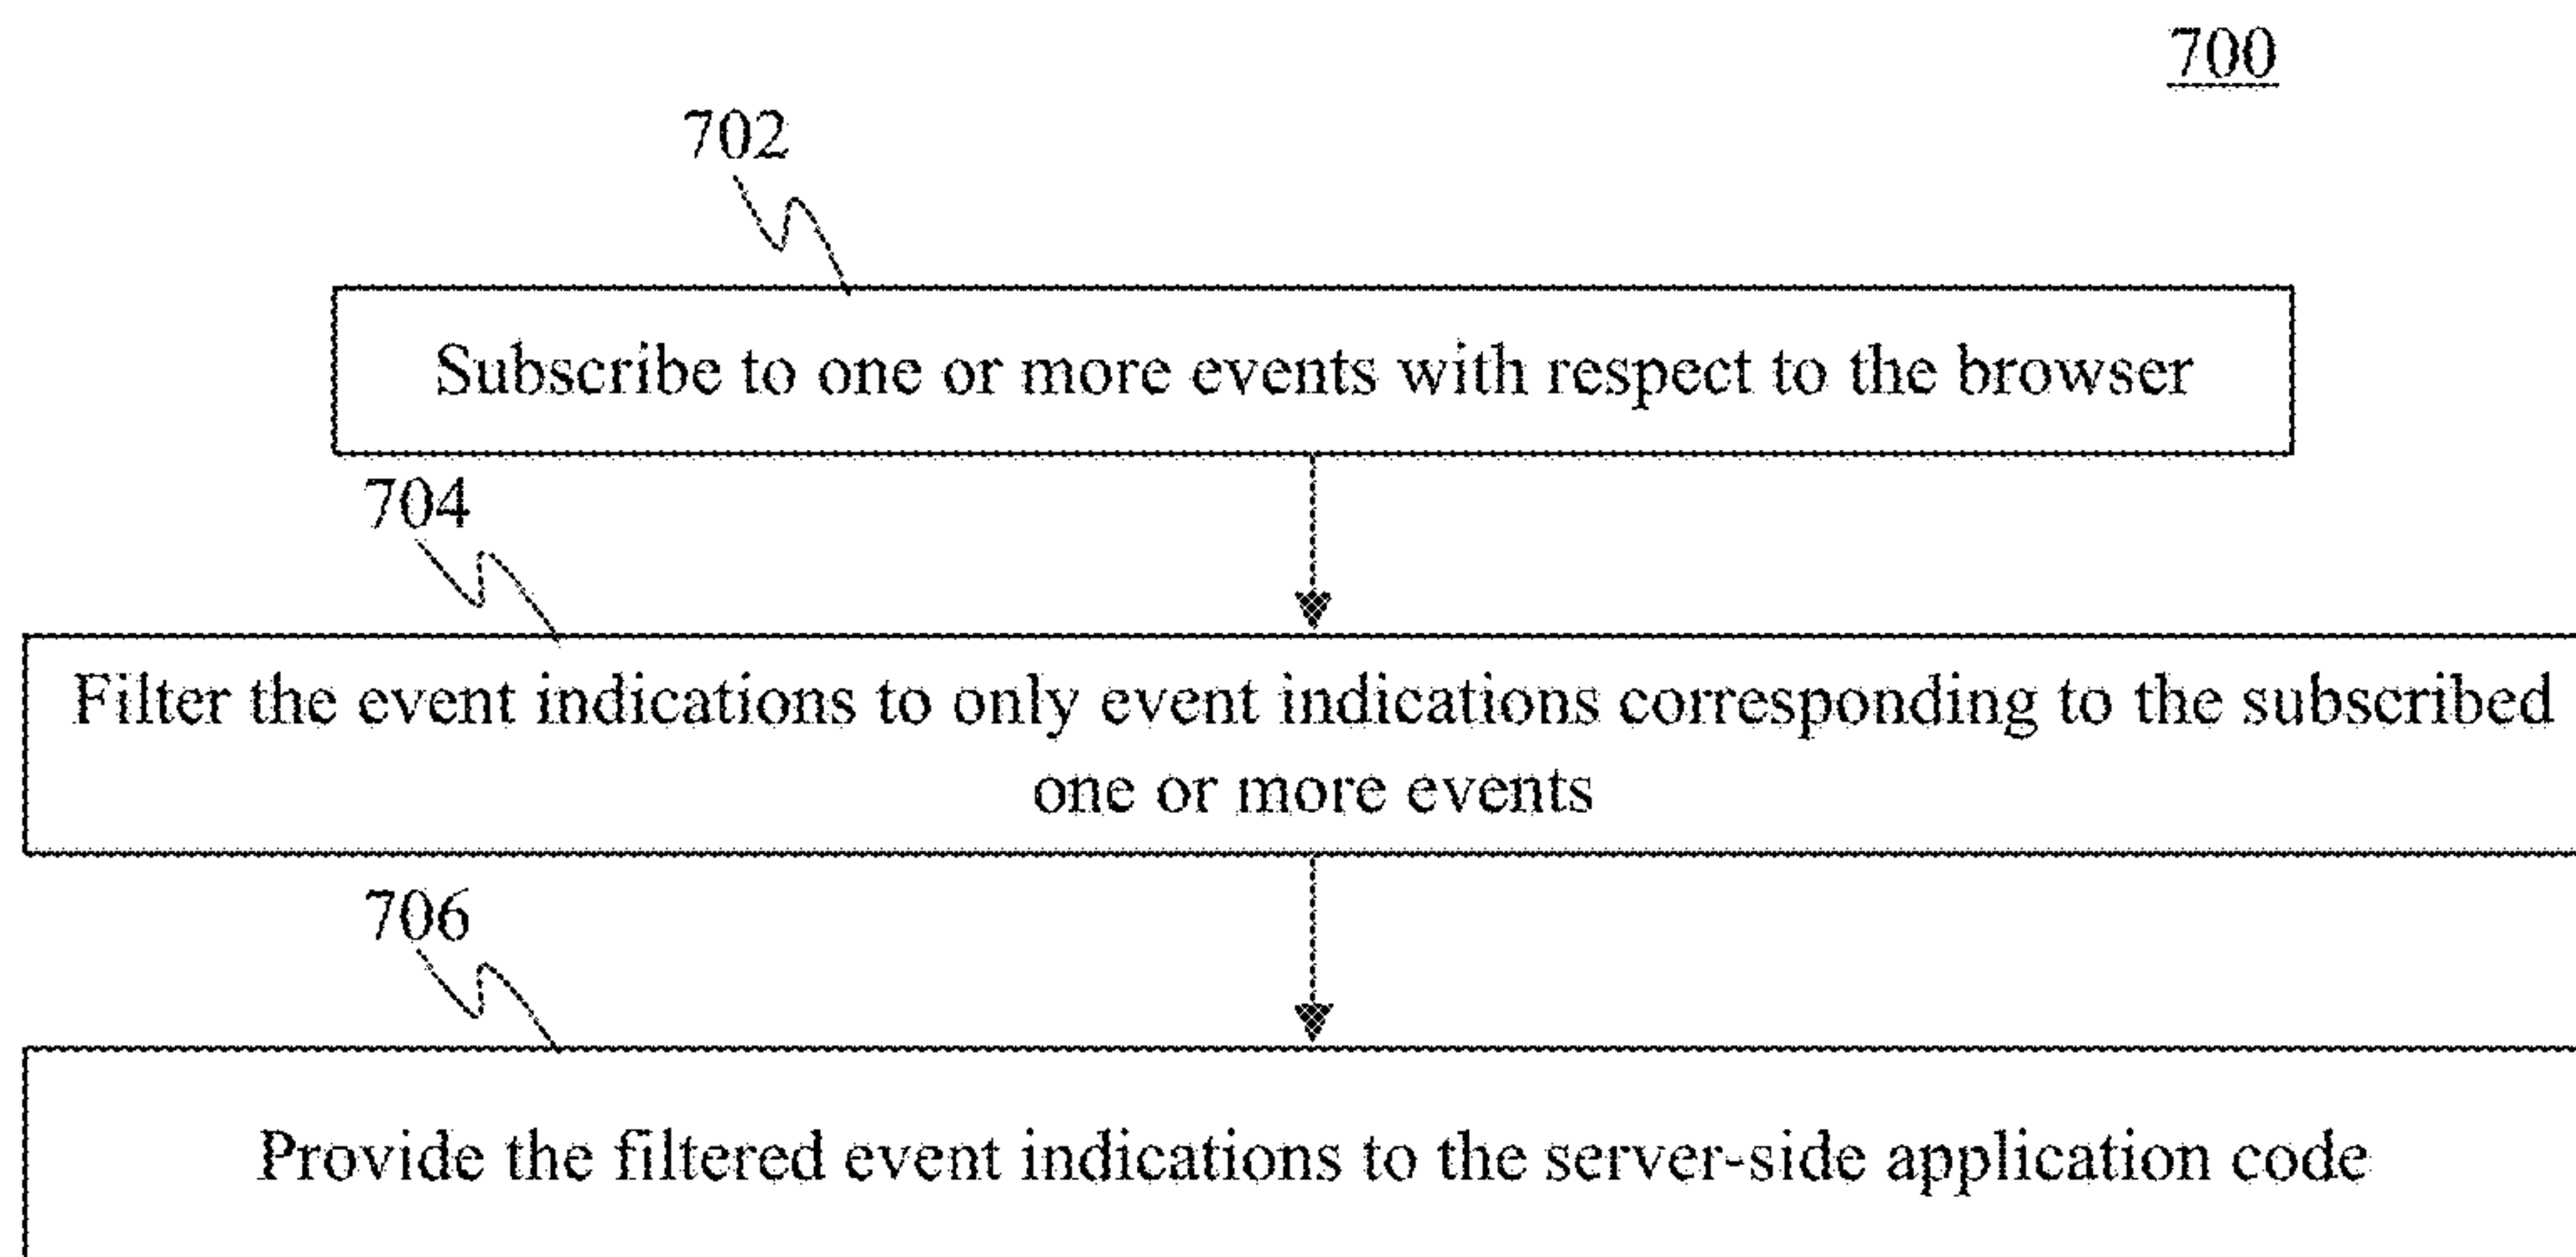 700
702
Subscribe to one or more events with respect to the browser
704
Filter the event indications to only event indications corresponding to the subscribed
one or more events
706
Provide the filtered event indications to the server-side application code